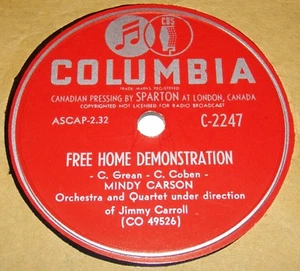 CBS
COLUMBIA
TRADE MARKS REGISTERED
CANADIAN PRESSING BY SPARTON AT LONDON, CANADA
COPYRIGHTED NOT LICENSED FOR RADIO BROADCAST
ASCAP-2.32 C-2247
FREE HOME DEMONSTRATION
- C. Grean - C. Coben -
MINDY CARSON
Orchestra and Quartet under direction
of Jimmy Carroll
(CO 49526)